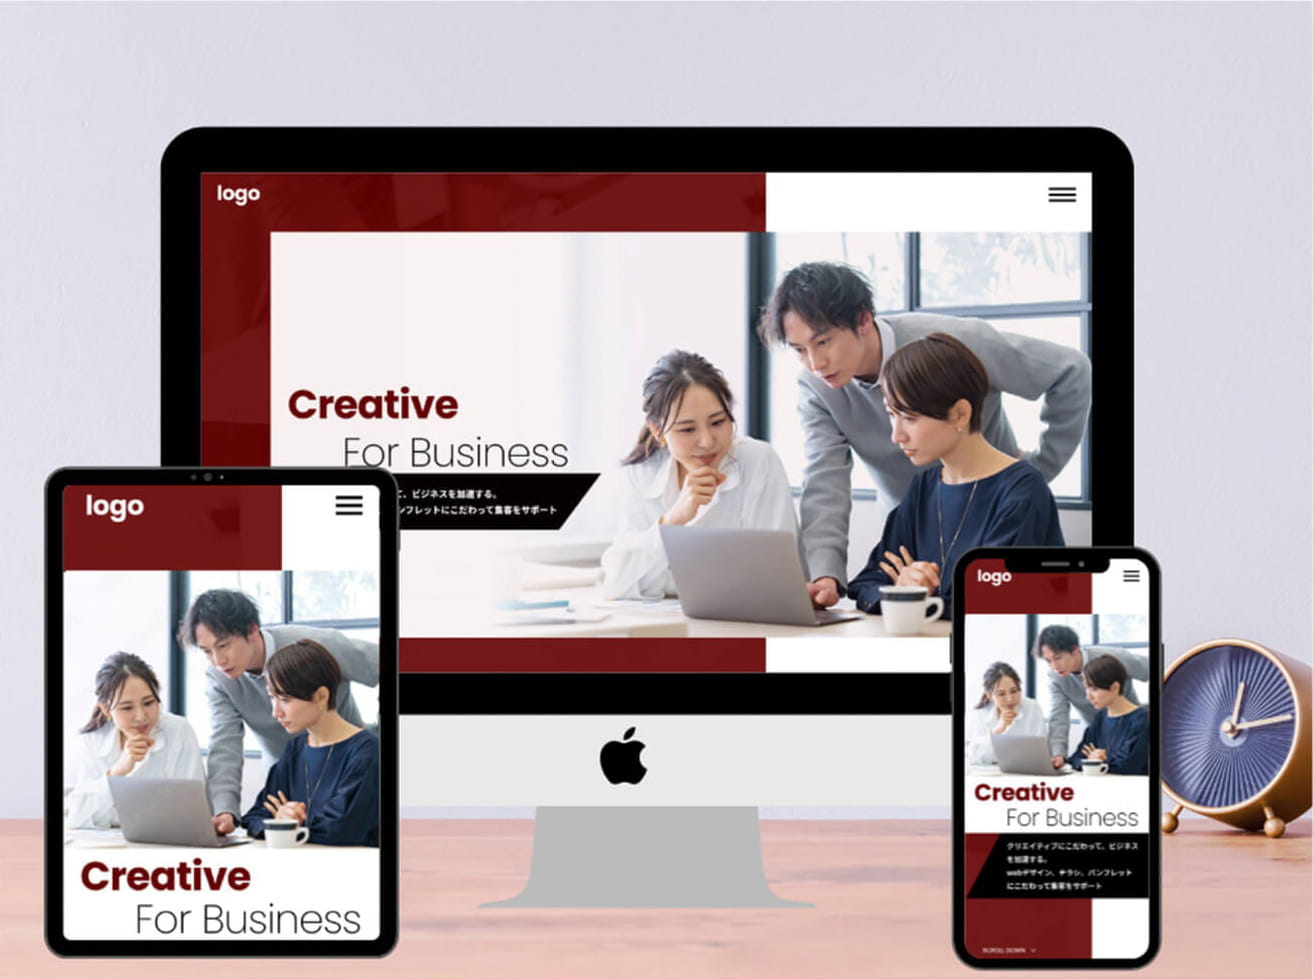 logo
Creative
For Business
て、ビジネスを加速する。
ンフレットにこだわって集客をサポート
logo
Creative
For Business
logo
Creative
For Business
クリエイティブにこだわって、ビジネス
を加速する。
webデザイン、チラシ、パンフレット
にこだわって集客をサポート
SCROLL DOWN